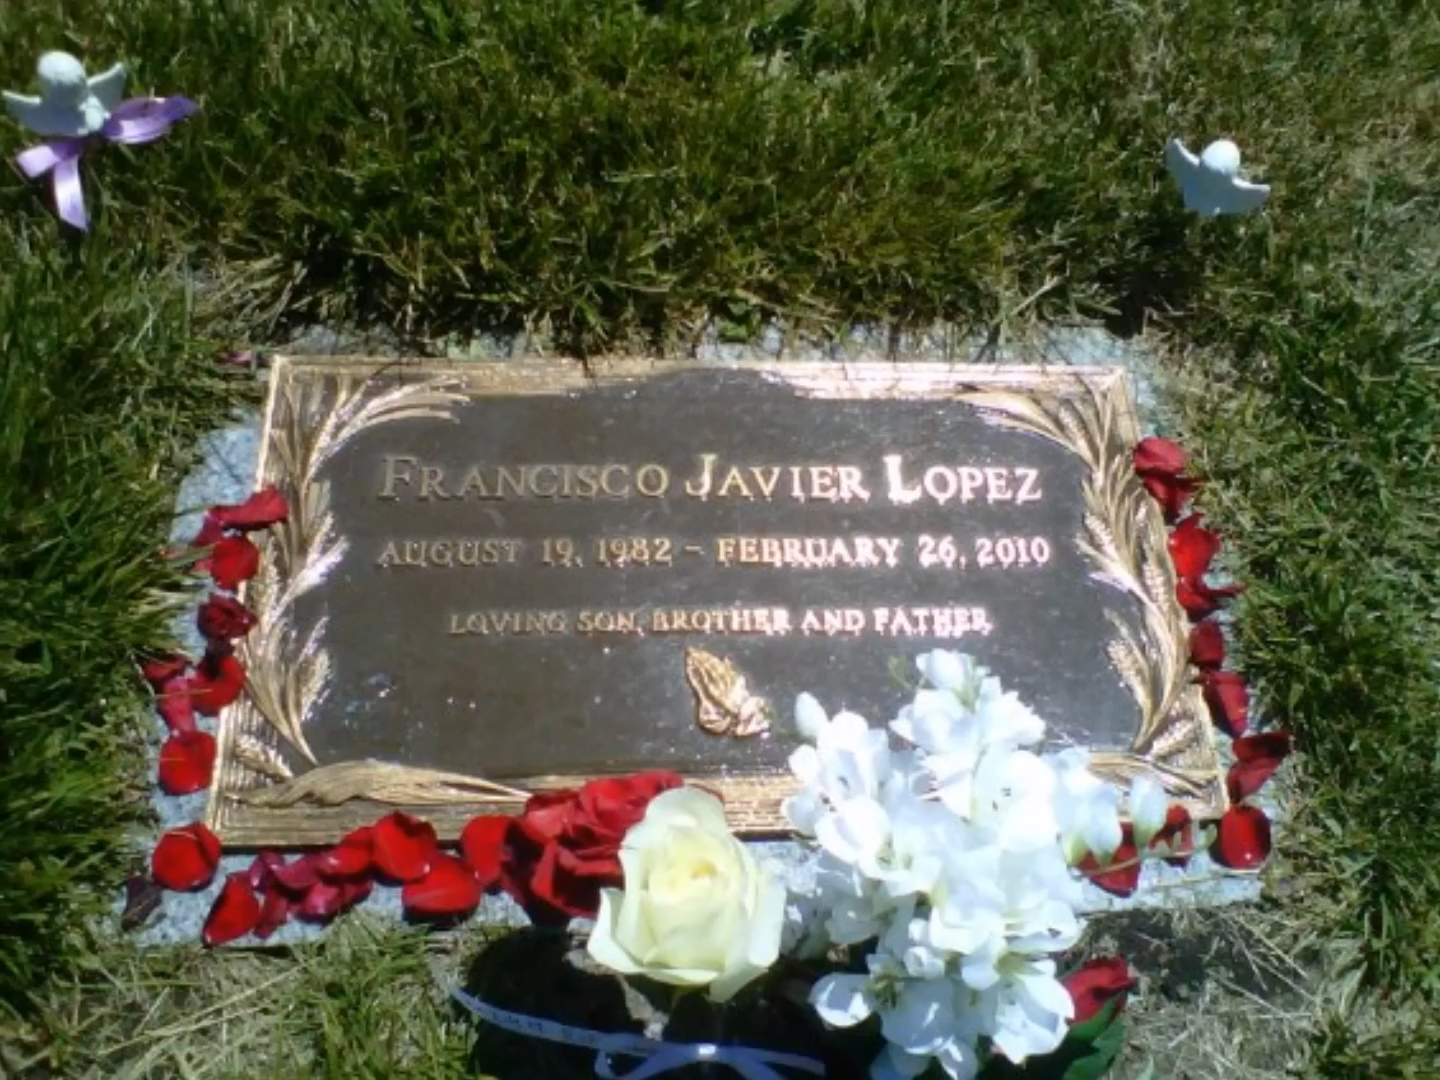 FRANCISCO JAVIER LOPEZ
AUGUST 19, 1982 - FEBRUARY 26, 2010
LOVING SON, BROTHER AND FATHER